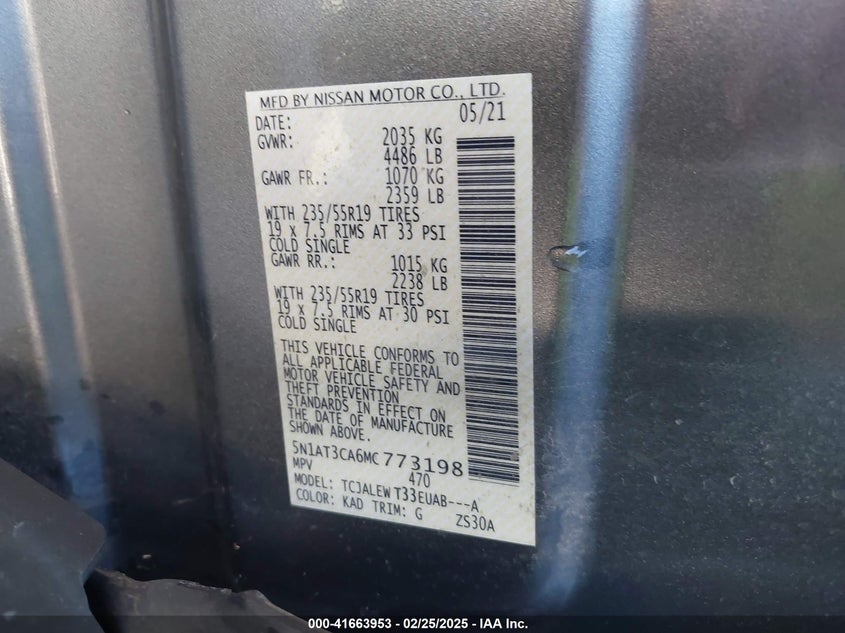 MFD BY NISSAN MOTOR CO., LTD.
DATE: 05/21
GVWR: 2035 KG
4486 LB
GAWR FR.: 1070 KG
2359 LB
WITH 235/55R19 TIRES
19 x 7.5 RIMS AT 33 PSI
COLD SINGLE
GAWR RR.: 1015 KG
2238 LB
WITH 235/55R19 TIRES
19 x 7.5 RIMS AT 30 PSI
COLD SINGLE
THIS VEHICLE CONFORMS TO
ALL APPLICABLE FEDERAL
MOTOR VEHICLE SAFETY AND
THEFT PREVENTION
STANDARDS IN EFFECT ON
THE DATE OF MANUFACTURE
SHOWN ABOVE.
5N1AT3CA6MC773198
MPV 470
MODEL: TCJALEWT33EUAB---A
COLOR: KAD TRIM: G ZS30A
000-41663953 - 02/25/2025 - IAA Inc.